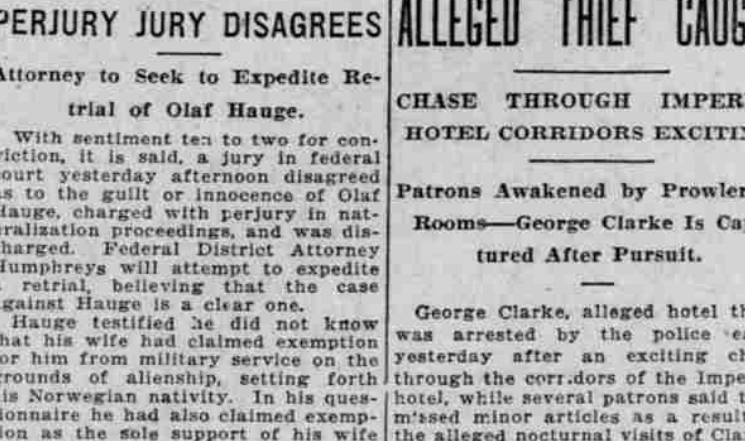 PERJURY JURY DISAGREES
Attorney to Seek to Expedite Re-
trial of Olaf Hauge.
With sentiment ten to two for con-
viction, it is said, a jury in federal
court yesterday afternoon disagreed
as to the guilt or innocence of Olaf
Hauge, charged with perjury in nat-
uralization proceedings, and was dis-
charged. Federal District Attorney
Humphreys will attempt to expedite
a retrial, believing that the case
against Hauge is a clear one.
Hauge testified he did not know
that his wife had claimed exemption
for him from military service on the
grounds of alienship, setting forth
his Norwegian nativity. In his ques-
tionnaire he had also claimed exemp-
tion as the sole support of his wife
ALLEGED THIEF CAUG
CHASE THROUGH IMPER
HOTEL CORRIDORS EXCITIN
Patrons Awakened by Prowler
Rooms—George Clarke Is Cap
tured After Pursuit.
George Clarke, alleged hotel th
was arrested by the police ea
yesterday after an exciting ch
through the corridors of the Impe
hotel, while several patrons said t
missed minor articles as a result
the alleged nocturnal visits of Cla